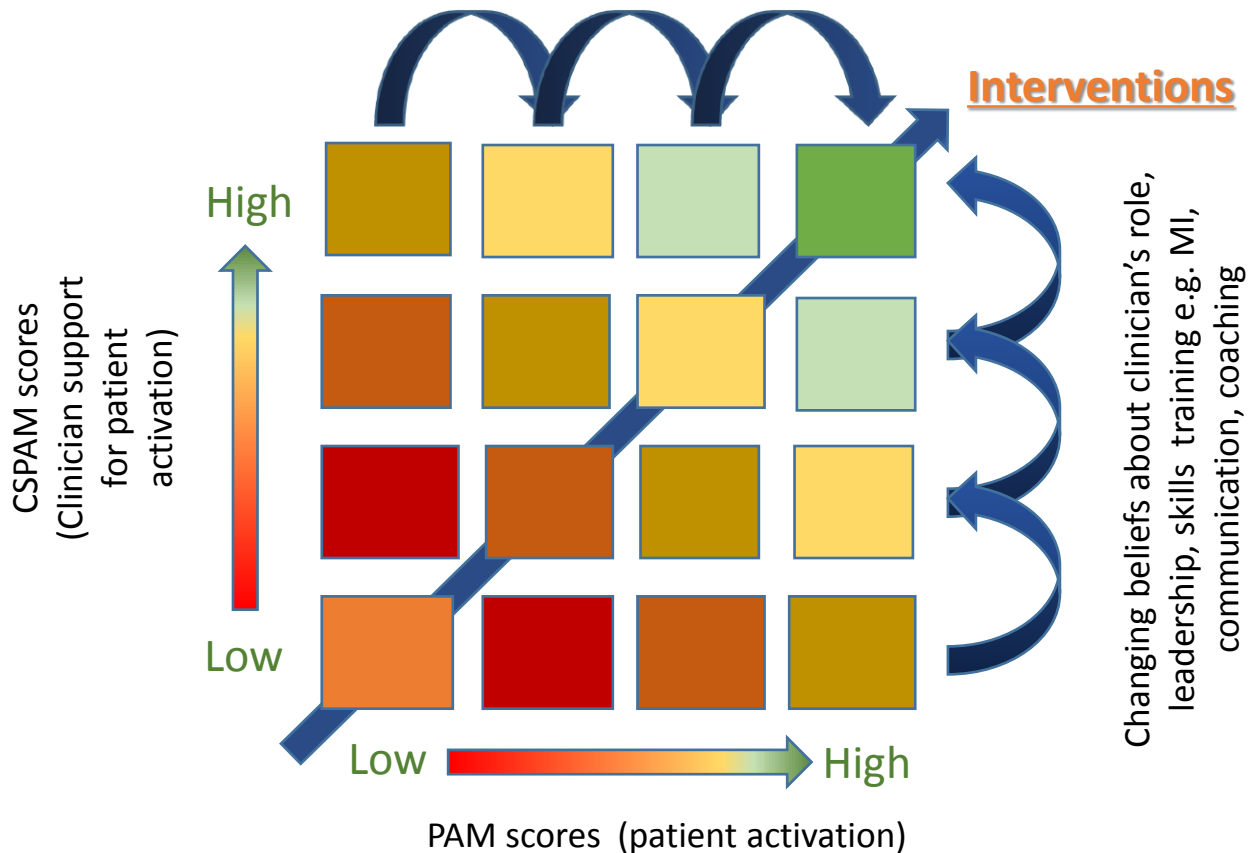 Interventions
High
CSPAM scores
(Clinician support
for patient
activation)
Low
Low
High
PAM scores (patient activation)
Changing beliefs about clinician's role,
leadership, skills training e.g. MI,
communication, coaching